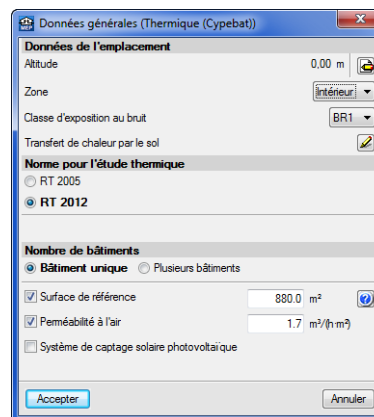 Données générales (Thermique (Cypebat))
Données de l'emplacement
Altitude 0,00 m
Zone Intérieur
Classe d'exposition au bruit BR1
Transfert de chaleur par le sol
Norme pour l'étude thermique
RT 2005
RT 2012
Nombre de bâtiments
Bâtiment unique Plusieurs bâtiments
Surface de référence 880.0 m²
Perméabilité à l'air 1.7 m³/(h·m²)
Système de captage solaire photovoltaïque
Accepter Annuler